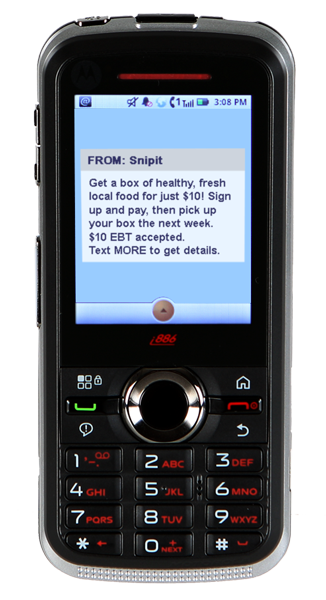 3:08 PM
FROM: Snipit
Get a box of healthy, fresh
local food for just $10! Sign
up and pay, then pick up
your box the next week.
$10 EBT accepted.
Text MORE to get details.
i886
1
2 ABC
3 DEF
4 GHI
5 JKL
6 MNO
7 PQRS
8 TUV
9 WXYZ
*
0 + NEXT
#